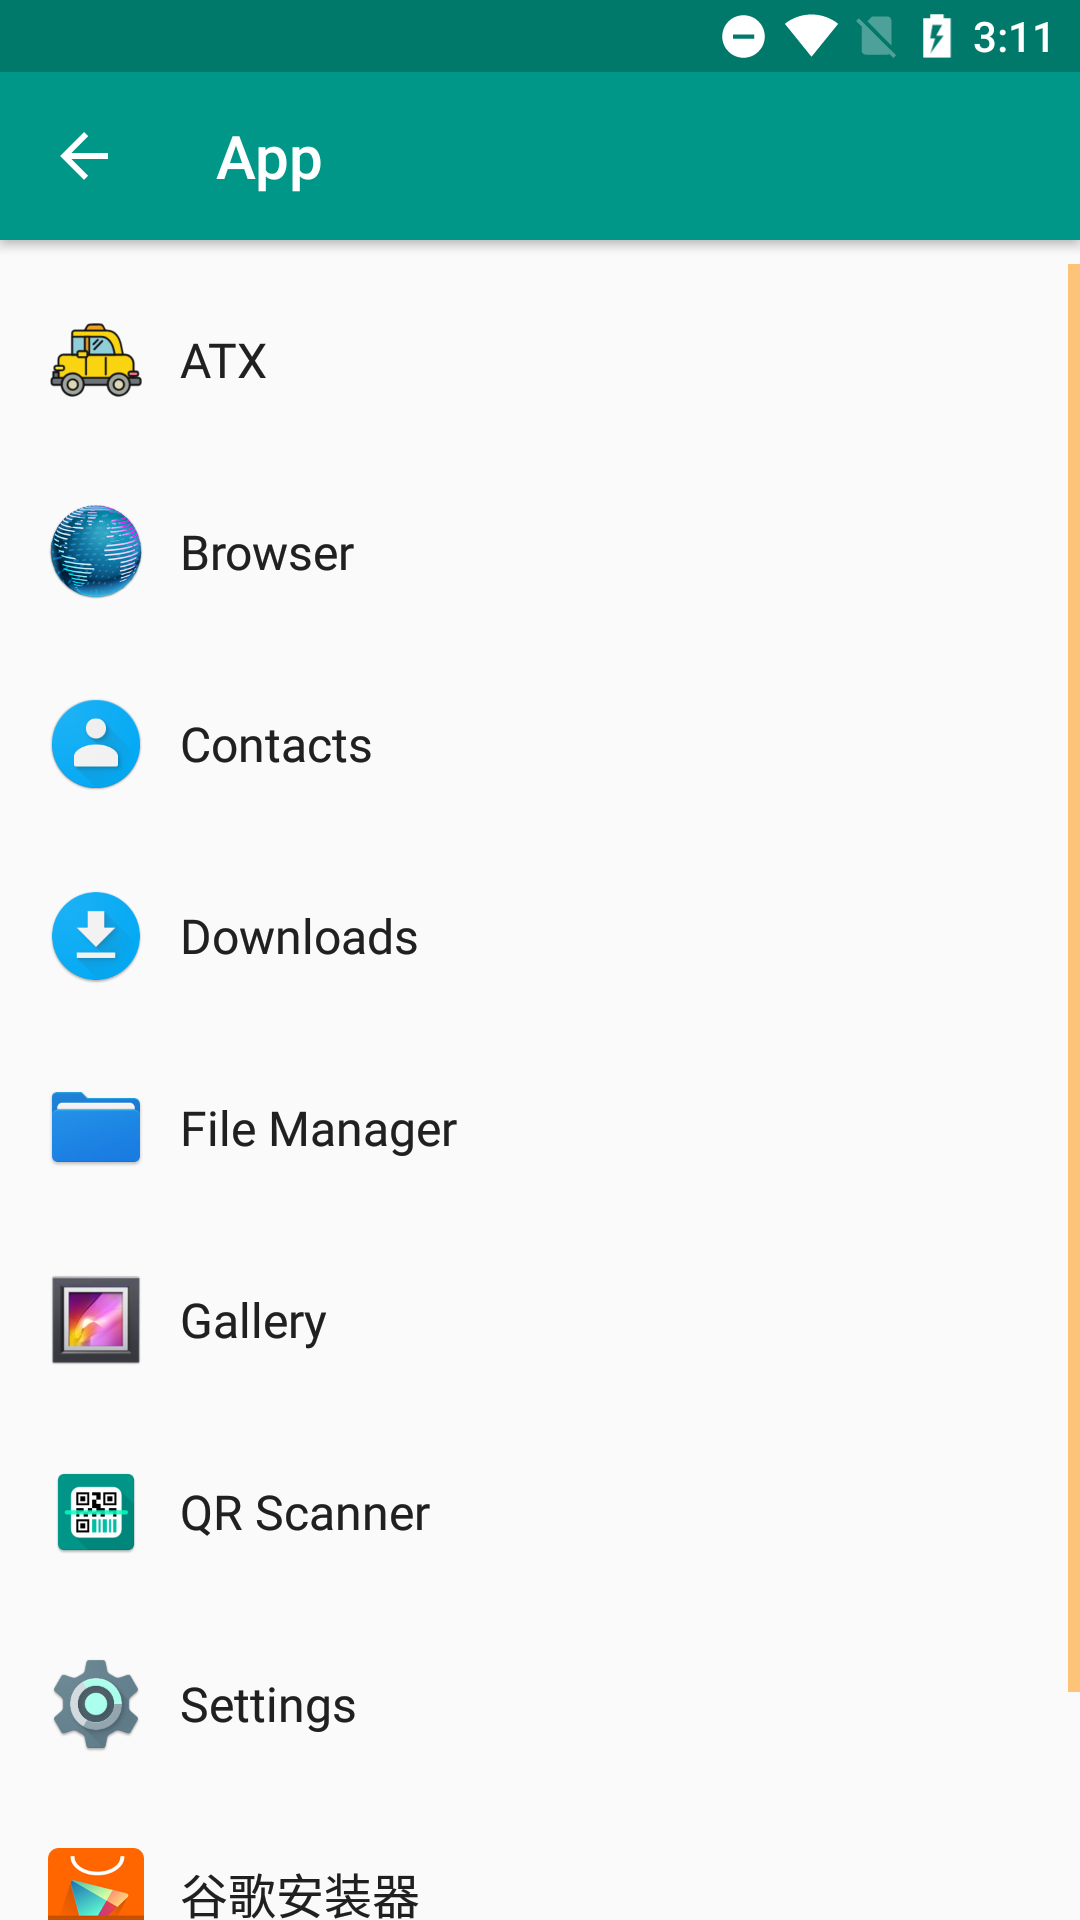 3:11
App
ATX
Browser
Contacts
Downloads
File Manager
Gallery
QR Scanner
Settings
谷歌安装器